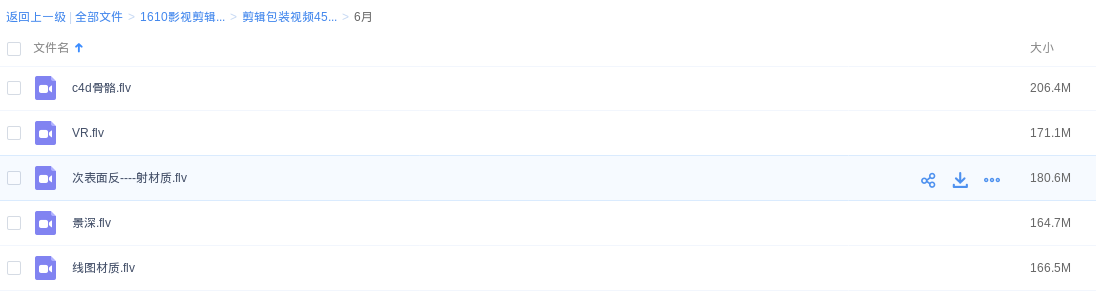 返回上一级 | 全部文件 > 1610影视剪辑... > 剪辑包装视频45... > 6月
文件名 大小
c4d骨骼.flv 206.4M
VR.flv 171.1M
次表面反----射材质.flv 180.6M
景深.flv 164.7M
线图材质.flv 166.5M